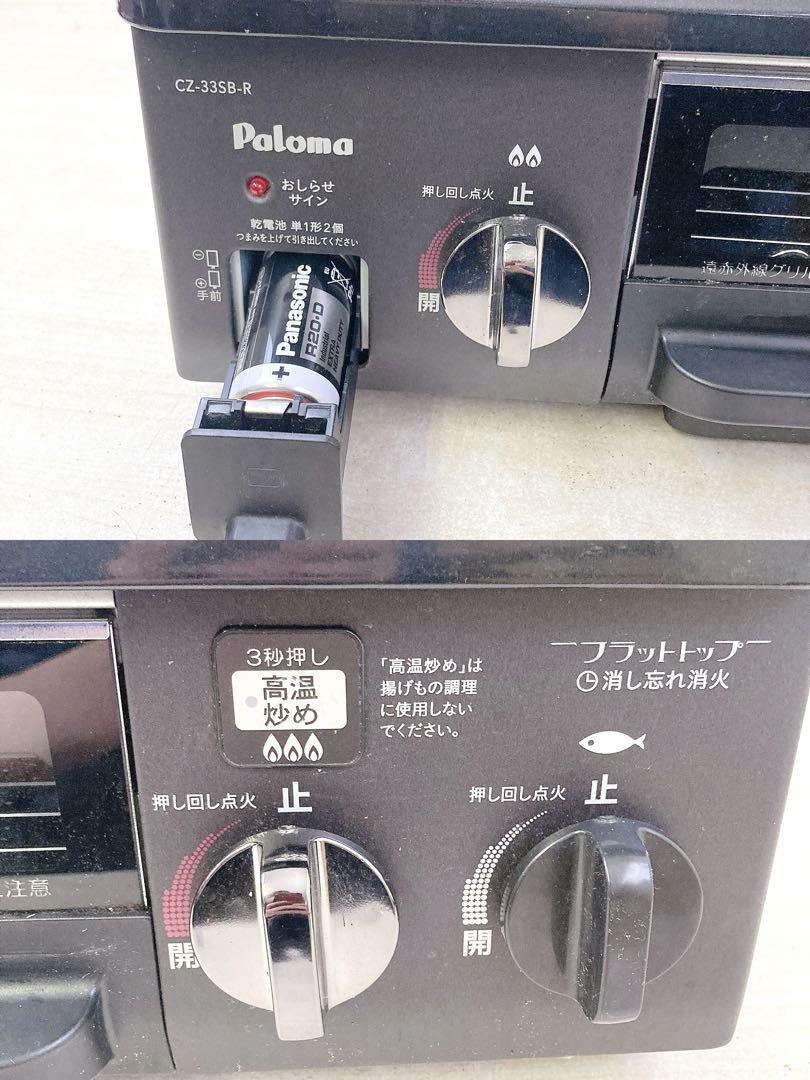 CZ-33SB-R
Paloma
おしらせ
サイン
乾電池 単1形2個
つまみを上げて引き出してください
⊖
⊕
手前
Panasonic
R20・D
Industrial
EXTRA
HEAVY DUTY
+
押し回し点火
止
開
遠赤外線グリル
3秒押し
高温
炒め
「高温炒め」は
揚げもの調理
に使用しない
でください。
フラットトップ
消し忘れ消火
押し回し点火
止
開
押し回し点火
止
開
注意